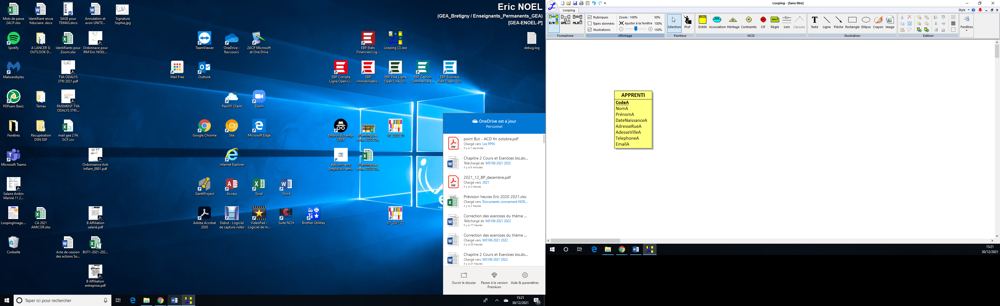 Eric NOEL
(GEA_Bretigny / Enseignants_Permanents_GEA)
[GEA-ENOEL-P]
Mots de passe
2ACP.xlsx
Identifiant revue
fiduciaire .docx
SAGE pour
TEMAS.docx
Annulation et
avoir UNITE...
Signature
Sophie.jpg
Spotify
A LANCER SI
OUTLOOK D...
Identifiants pour
Zoom.xlsx
Ordonnace pour
IRM Eric NOEL...
TeamViewer
OneDrive -
Raccourci
2ACP Microsoft
et One Drive
EBP Etats
Financiers Lig...
Looping (2).exe
debug.log
Malwarebytes
TVA ODALYS
3TRI 2021.pdf
Mail Free
Outlook
EBP Compta
Ligne Open Li...
EBP
Immobilisatio...
EBP Paie Ligne
Open Line 20...
EBP Gestion
Commerciale ...
EBP Business
Plan Classic 20...
PDFsam Basic
Temas
PAIEMENT TVA
ODALYS 3TRI...
flexVDI Client
Zoom
Fenêtres
Récupération
DSN SSP
mail gea 2 FA
GCF.csv
Google Chrome
Site
Microsoft Edge
Emploi du temps
UEVE
Planning des
cours 2020 20...
VT_2020_21
Microsoft Teams
Ordonnance Anti
Inflam_0001.pdf
Internet Explorer
edt.univ-evry
Emploi du tem...
Planning des
cours 2020 20...
Salaire Anikin
Mariné 11 2...
GanttProject
Access
Excel
Word
LoopingImage....
CA 2021
AMICOR.xlsx
B Affiliation
salarié.pdf
Adobe Acrobat
2020
Debut - Logiciel
de capture vidéo
VideoPad -
Logiciel de m...
NCH
Suite NCH
Brother Utilities
VT_2021_22
Corbeille
Acte de cession
des actions So...
BUT1-2021-202...
B Affiliation
entreprise.pdf
OneDrive est à jour
Personnel
point But - ACD fin octobre.pdf
Chargé vers Les PPN
Il y a 1 seconde
Chapitre 2 Cours et Exercices bis.do...
Téléchargé de M3106 2021 2022
Il y a 9 minutes
2021_12_BP_decembre.pdf
Chargé vers 2021
Il y a 2 heures
Prévision heures Eric 2020 2021.xlsx
Chargé vers Documents concernant NOE...
Il y a 2 heures
Correction des exercices du thème ...
Téléchargé de M3106 2021 2022
Il y a 17 heures
Correction des exercices du thème ...
Chargé vers M3106 2021 2022
Il y a 20 heures
Chapitre 2 Cours et Exercices bis.do...
Chargé vers M3106 2021 2022
Il y a 21 heures
Ouvrir le dossier
Passer à la version
Premium
Aide & paramètres
Taper ici pour rechercher
15:21
30/12/2021
13
Looping - [Sans titre]
Looping
Style
E/A
UML
MLD
Formalisme
Rubriques
Types données
Illustrations
Zoom : 100%
50%
Ajuster à la fenêtre
100%
150%
Affichage
Sélection
Prof
Pointeur
Entité
Association
Héritage
Contrainte
CIF
Règle
Lien
Cassure
MCD
Texte
Ligne
Flèche
Rectangle
Ellipse
Crayon
Image
Illustration
Edition
Fenêtres
APPRENTI
CodeA
NomA
PrénomA
DateNaissanceA
AdresseRueA
AdesseVilleA
TelephoneA
EmailA
15:21
30/12/2021